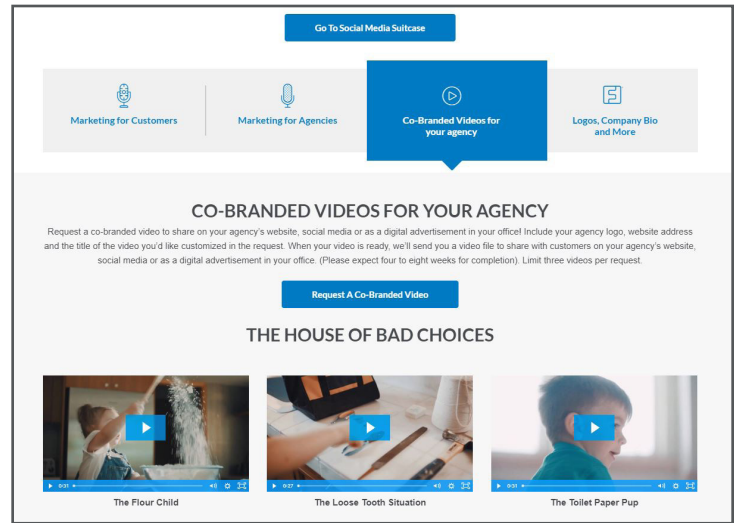 Go To Social Media Suitcase
Marketing for Customers
Marketing for Agencies
Co-Branded Videos for
your agency
Logos, Company Bio
and More
CO-BRANDED VIDEOS FOR YOUR AGENCY
Request a co-branded video to share on your agency's website, social media or as a digital advertisement in your office! Include your agency logo, website address
and the title of the video you'd like customized in the request. When your video is ready, we'll send you a video file to share with customers on your agency's website,
social media or as a digital advertisement in your office. (Please expect four to eight weeks for completion). Limit three videos per request.
Request A Co-Branded Video
THE HOUSE OF BAD CHOICES
0:31
0:27
0:31
The Flour Child
The Loose Tooth Situation
The Toilet Paper Pup